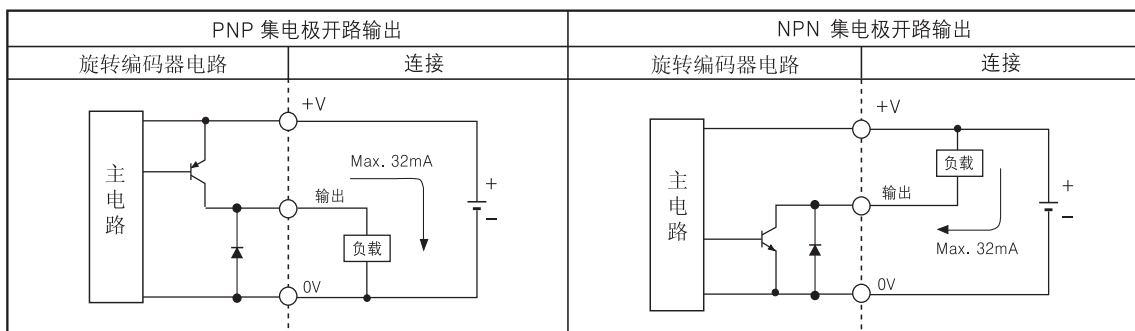 PNP 集电极开路输出
旋转编码器电路
连接
+V
主电路
Max. 32mA
输出
负载
+
-
0V
NPN 集电极开路输出
旋转编码器电路
连接
+V
主电路
负载
输出
+
-
Max. 32mA
0V